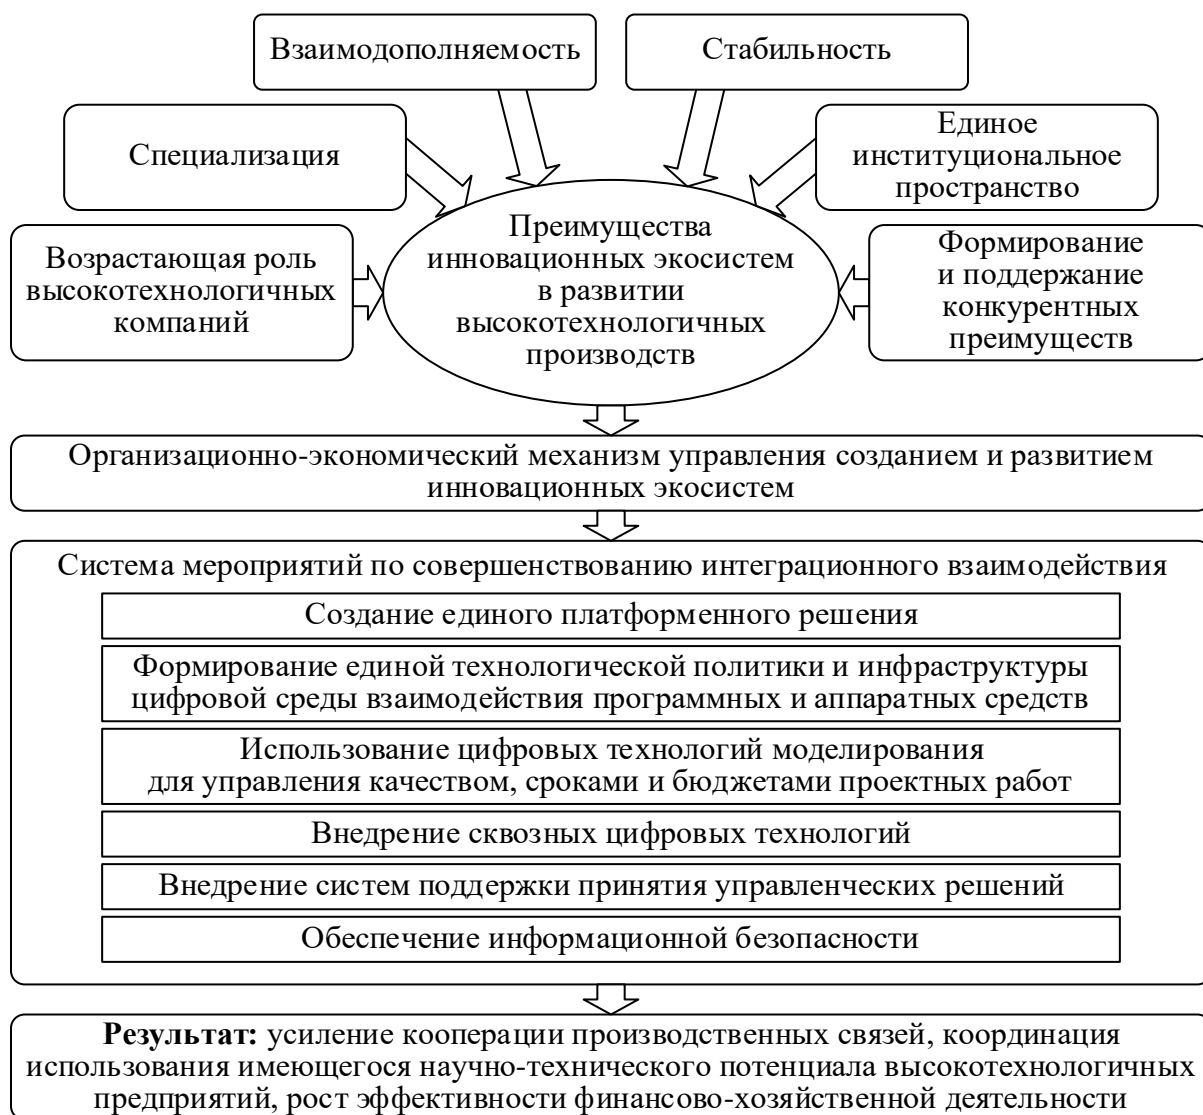 Взаимодополняемость
Стабильность
Специализация
Единое
институциональное
пространство
Возрастающая роль
высокотехнологичных
компаний
Преимущества
инновационных экосистем
в развитии
высокотехнологичных
производств
Формирование
и поддержание
конкурентных
преимуществ
Организационно-экономический механизм управления созданием и развитием
инновационных экосистем
Система мероприятий по совершенствованию интеграционного взаимодействия
Создание единого платформенного решения
Формирование единой технологической политики и инфраструктуры
цифровой среды взаимодействия программных и аппаратных средств
Использование цифровых технологий моделирования
для управления качеством, сроками и бюджетами проектных работ
Внедрение сквозных цифровых технологий
Внедрение систем поддержки принятия управленческих решений
Обеспечение информационной безопасности
Результат: усиление кооперации производственных связей, координация
использования имеющегося научно-технического потенциала высокотехнологичных
предприятий, рост эффективности финансово-хозяйственной деятельности